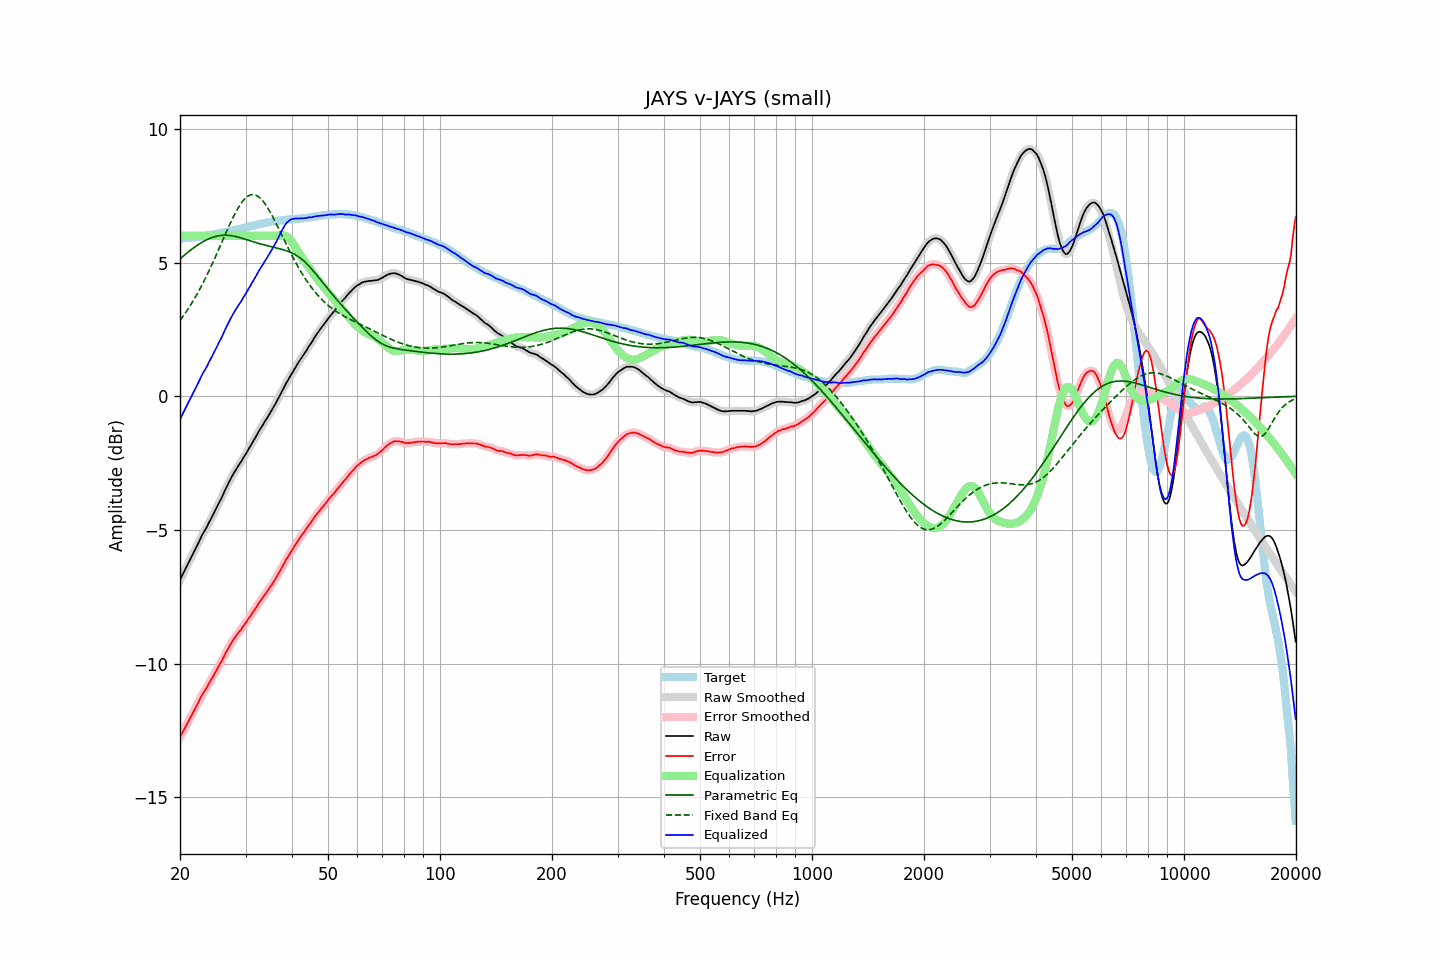 JAYS v-JAYS (small)
10
5
0
−5
−10
−15
Amplitude (dBr)
Target
Raw Smoothed
Error Smoothed
Raw
Error
Equalization
Parametric Eq
Fixed Band Eq
Equalized
20 50 100 200 500 1000 2000 5000 10000 20000
Frequency (Hz)